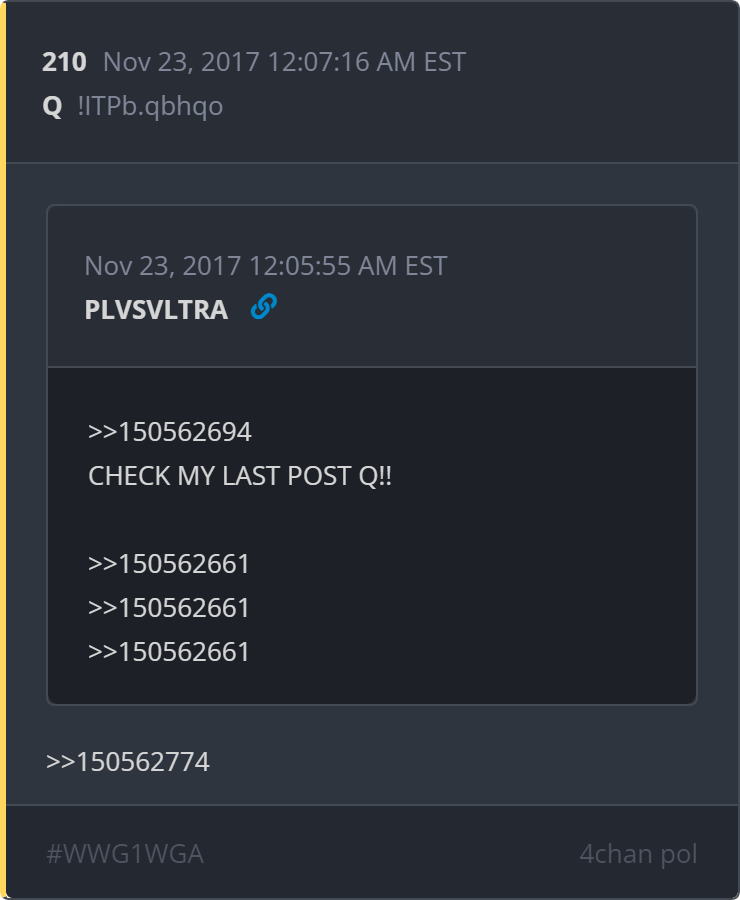 210 Nov 23, 2017 12:07:16 AM EST
Q !ITPb.qbhqo
Nov 23, 2017 12:05:55 AM EST
PLVSVLTRA
>>150562694
CHECK MY LAST POST Q!!
>>150562661
>>150562661
>>150562661
>>150562774
#WWG1WGA 4chan pol